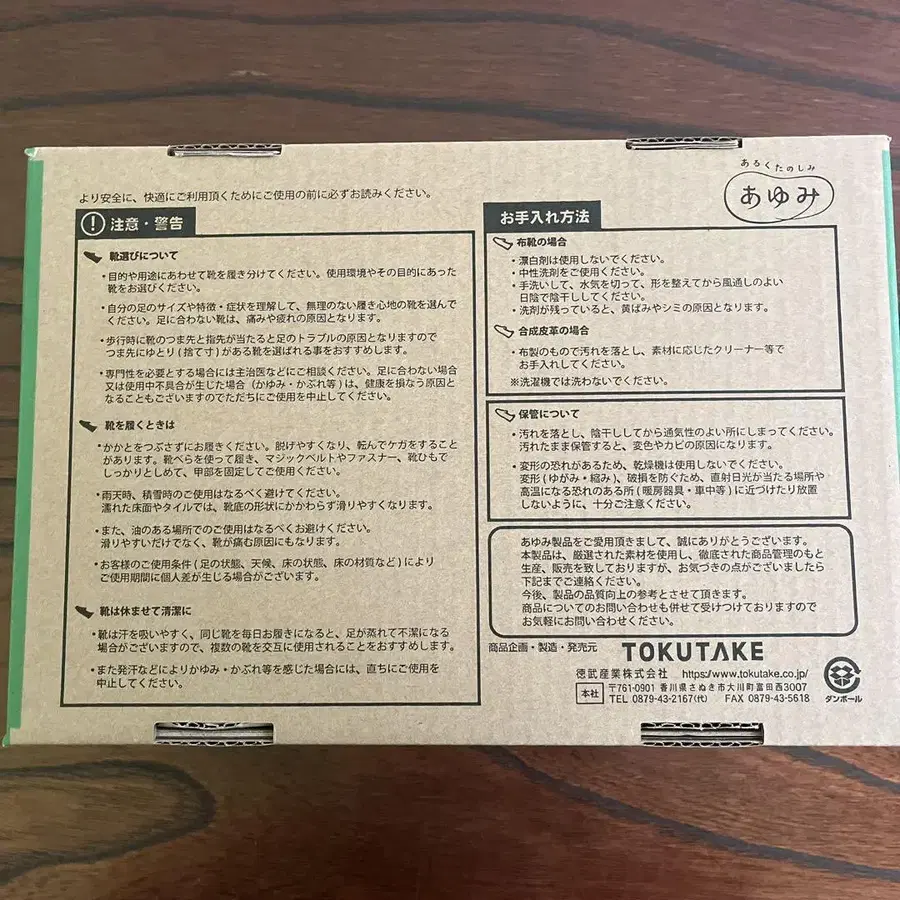 あるくたのしみ
あゆみ
より安全に、快適にご利用頂くためにご使用の前に必ずお読みください。
注意・警告
靴選びについて
・目的や用途にあわせて靴を履き分けてください。使用環境やその目的にあった
靴をお選びください。
・自分の足のサイズや特徴・症状を理解して、無理のない履き心地の靴を選んで
ください。足に合わない靴は、痛みや疲れの原因となります。
・歩行時に靴のつま先と指先が当たると足のトラブルの原因となりますので
つま先にゆとり(捨て寸)がある靴を選ばれる事をおすすめします。
・専門性を必要とする場合には主治医などにご相談ください。足に合わない場合
又は使用中不具合が生じた場合(かゆみ・かぶれ等)は、健康を損なう原因と
なることもございますのでただちにご使用を中止してください。
靴を履くときは
・かかとをつぶさずにお履きください。脱げやすくなり、転んでケガをすること
があります。靴べらを使って履き、マジックベルトやファスナー、靴ひもで
しっかりとしめて、甲部を固定してご使用ください。
・雨天時、積雪時のご使用はなるべく避けてください。
濡れた床面やタイルでは、靴底の形状にかかわらず滑りやすくなります。
・また、油のある場所でのご使用はなるべくお避けください。
滑りやすいだけでなく、靴が痛む原因にもなります。
・お客様のご使用条件(足の状態、天候、床の状態、床の材質など)により
ご使用期間に個人差が生じる場合がございます。
靴は休ませて清潔に
・靴は汗を吸いやすく、同じ靴を毎日お履きになると、足が蒸れて不潔になる
場合がございますので、複数の靴を交互に使用されることをおすすめします。
・また発汗などによりかゆみ・かぶれ等を感じた場合には、直ちにご使用を
中止してください。
お手入れ方法
布靴の場合
・漂白剤は使用しないでください。
・中性洗剤をご使用ください。
・手洗いして、水気を切って、形を整えてから風通しのよい
日陰で陰干ししてください。
・洗剤が残っていると、黄ばみやシミの原因となります。
合成皮革の場合
・布製のもので汚れを落とし、素材に応じたクリーナー等で
お手入れしてください。
※洗濯機では洗わないでください。
保管について
・汚れを落とし、陰干ししてから通気性のよい所にしまってください。
汚れたまま保管すると、変色やカビの原因になります。
・変形の恐れがあるため、乾燥機は使用しないでください。
変形(ゆがみ・縮み)、破損を防ぐため、直射日光が当たる場所や
高温になる恐れのある所(暖房器具・車中等)に近づけたり放置
しないように、十分ご注意ください。
あゆみ製品をご愛用頂きまして、誠にありがとうございます。
本製品は、厳選された素材を使用し、徹底された商品管理のもと
生産、販売を致しておりますが、お気づきの点がございましたら
下記までご連絡ください。
今後、製品の品質向上の参考とさせて頂きます。
商品についてのお問い合わせも併せて受けつけておりますので
お気軽にお問い合わせください。
商品企画・製造・発売元 TOKUTAKE
徳武産業株式会社 https://www.tokutake.co.jp/
本社 〒761-0901 香川県さぬき市大川町富田西3007
TEL 0879-43-2167(代) FAX 0879-43-5618
ダンボール